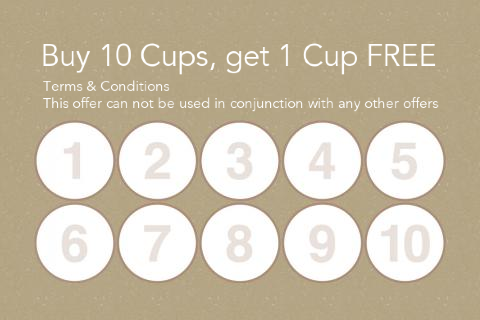 Buy 10 Cups, get 1 Cup FREE
Terms & Conditions
This offer can not be used in conjunction with any other offers
1 2 3 4 5
6 7 8 9 10